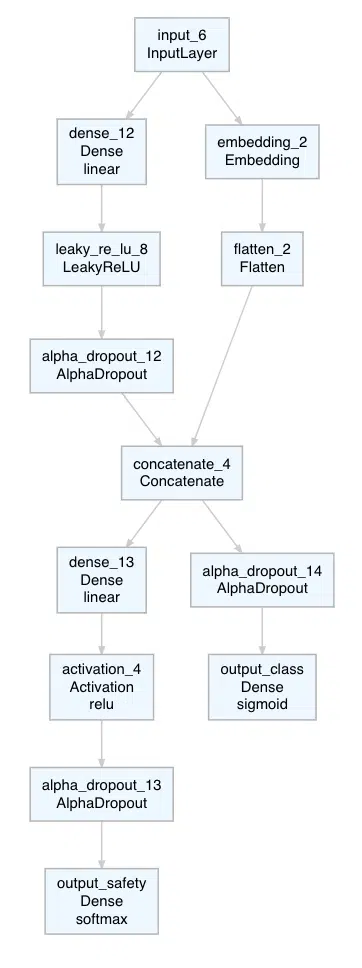 input_6
InputLayer
dense_12
Dense
linear
embedding_2
Embedding
leaky_re_lu_8
LeakyReLU
flatten_2
Flatten
alpha_dropout_12
AlphaDropout
concatenate_4
Concatenate
dense_13
Dense
linear
alpha_dropout_14
AlphaDropout
activation_4
Activation
relu
output_class
Dense
sigmoid
alpha_dropout_13
AlphaDropout
output_safety
Dense
softmax